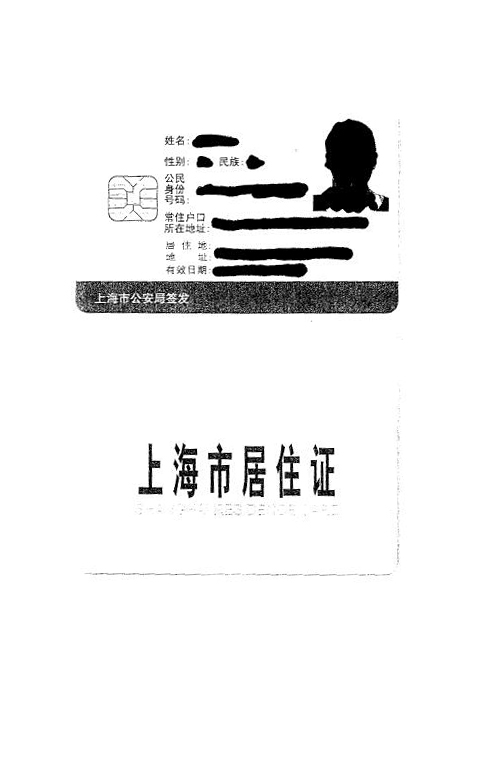 姓名:
性别: 民族:
公民
身份
号码:
常住户口
所在地址:
居住地
地址:
有效日期:
上海市公安局签发
上海市居住证